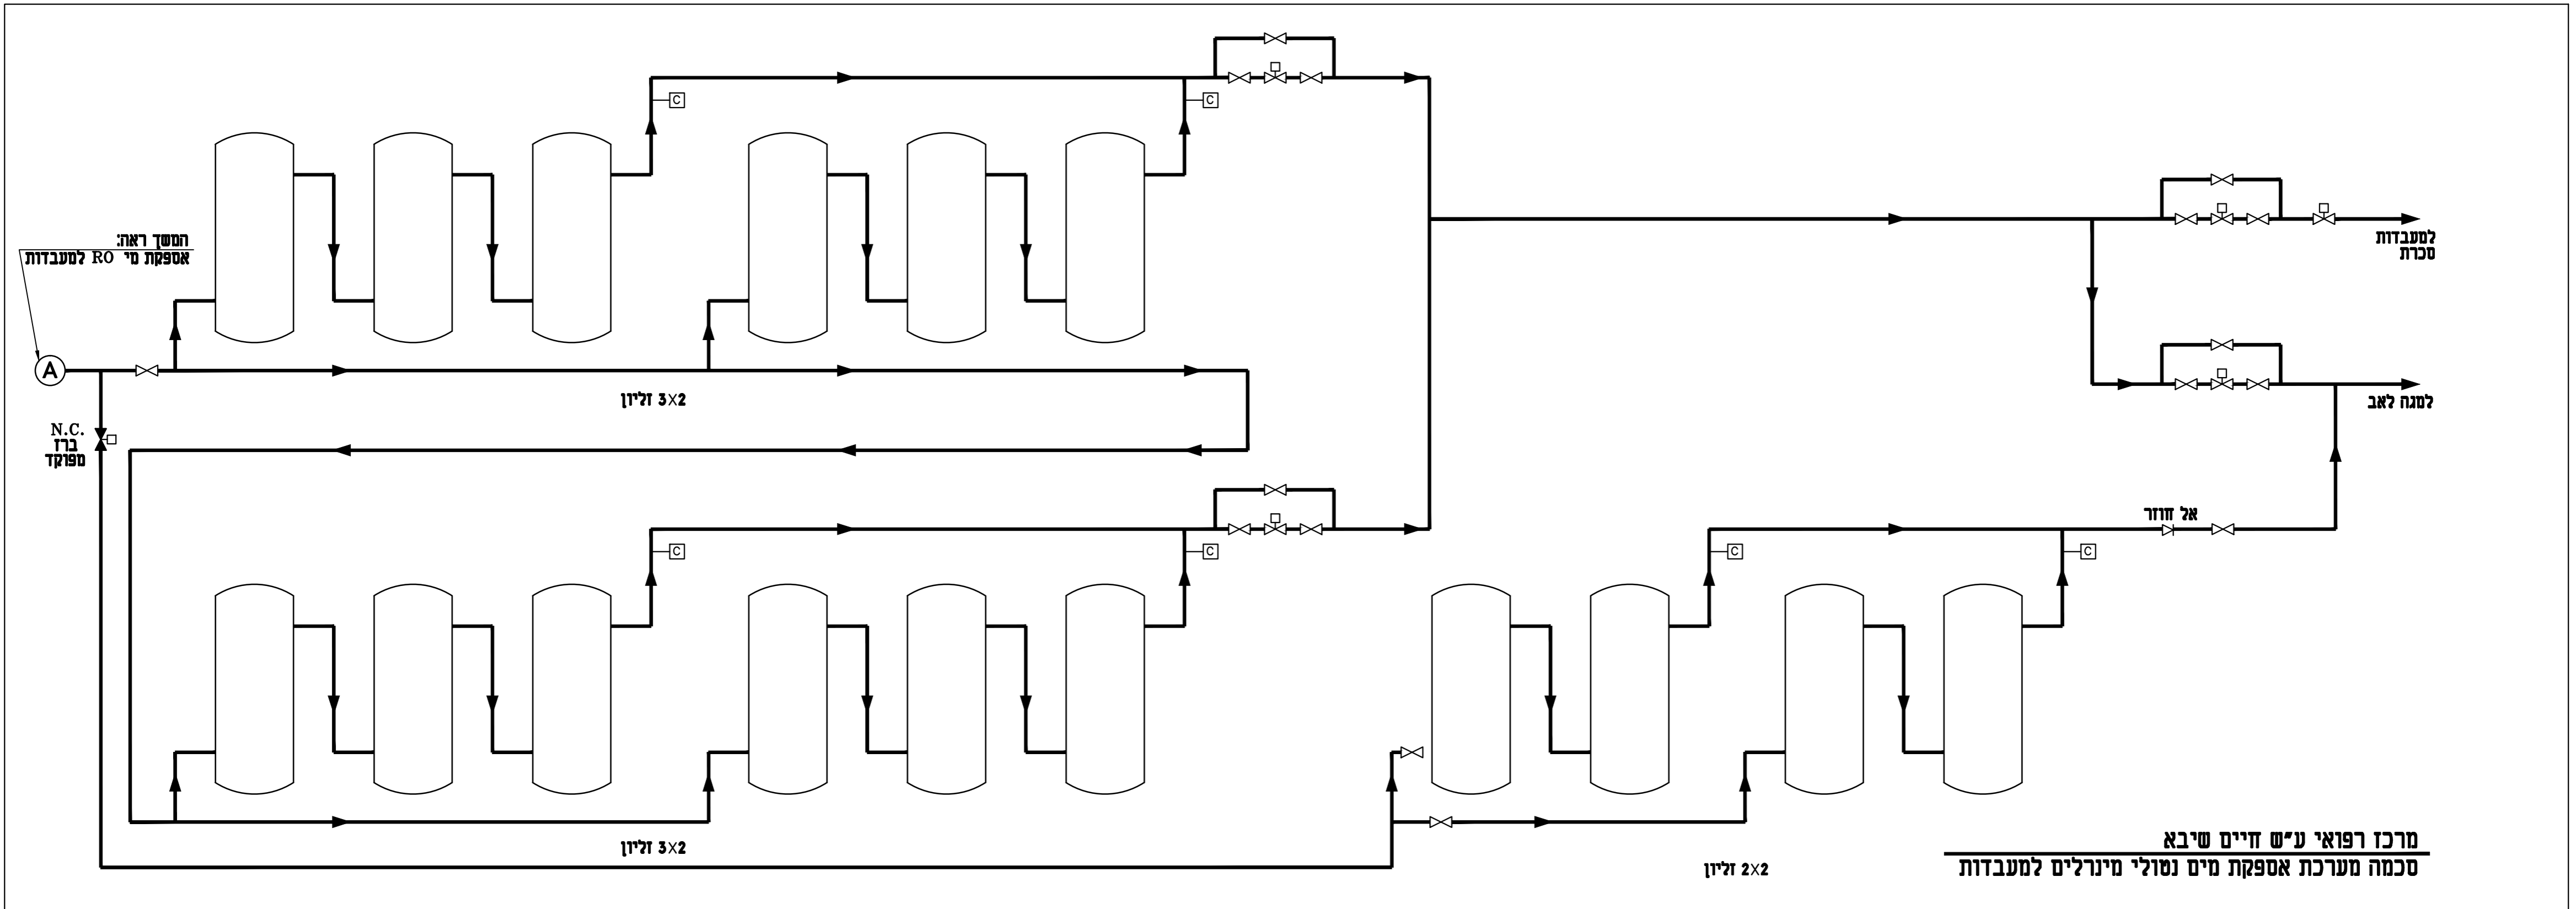 המשך ראה:
אספקת מי RO למעבדות
A
C
C
למעבדות
סכרת
3X2 זליון
למגה לאב
N.C.
ברז
מפוקד
אל חוזר
C
C
C
C
3X2 זליון
2X2 זליון
מרכז רפואי ע"ש חיים שיבא
סכמה מערכת אספקת מים נטולי מינרלים למעבדות